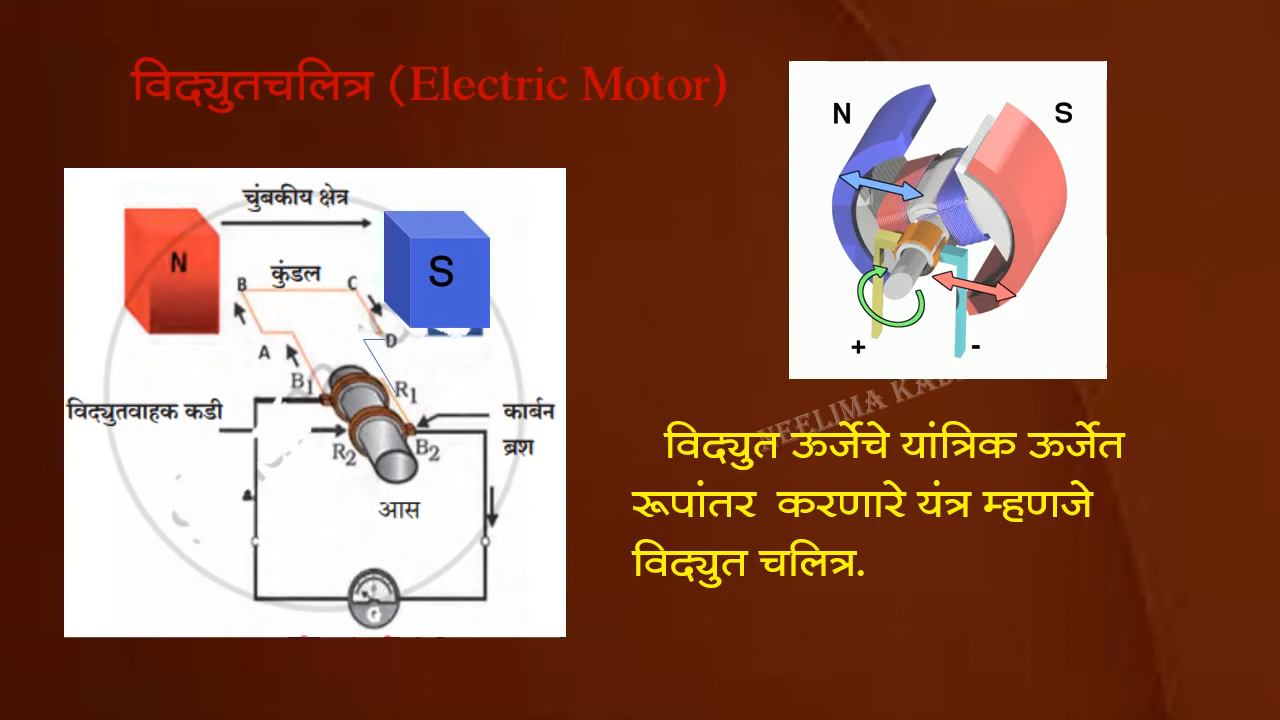 विद्युतचलित्र (Electric Motor)
चुंबकीय क्षेत्र
N
S
कुंडल
B
C
A
D
B1
R1
विद्युतवाहक कडी
कार्बन
ब्रश
R2
B2
आस
G
N
S
+
-
NEELIMA
विद्युत ऊर्जेचे यांत्रिक ऊर्जेत
रूपांतर करणारे यंत्र म्हणजे
विद्युत चलित्र.